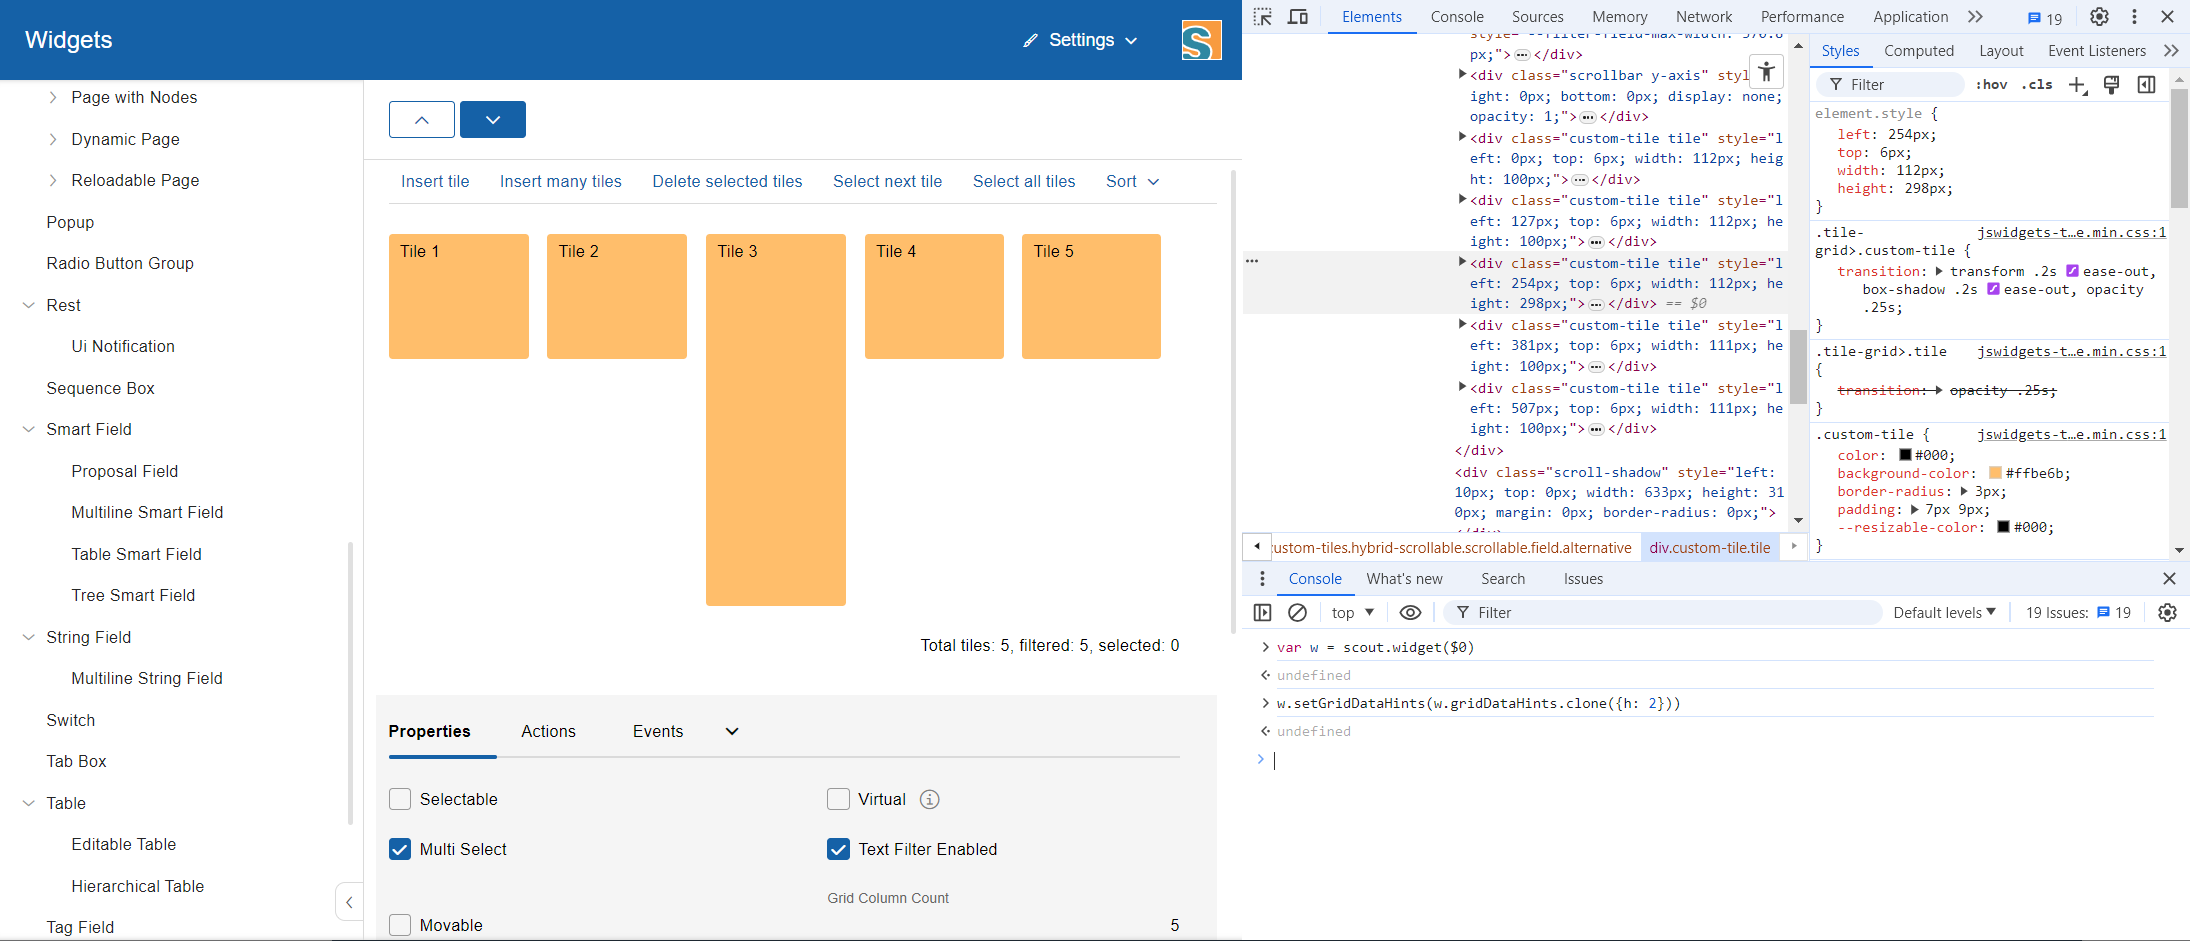 Widgets
Settings
Page with Nodes
Dynamic Page
Reloadable Page
Popup
Radio Button Group
Rest
Ui Notification
Sequence Box
Smart Field
Proposal Field
Multiline Smart Field
Table Smart Field
Tree Smart Field
String Field
Multiline String Field
Switch
Tab Box
Table
Editable Table
Hierarchical Table
Tag Field
Insert tile
Insert many tiles
Delete selected tiles
Select next tile
Select all tiles
Sort
Tile 1
Tile 2
Tile 3
Tile 4
Tile 5
Total tiles: 5, filtered: 5, selected: 0
Properties
Actions
Events
Selectable
Virtual
Multi Select
Text Filter Enabled
Grid Column Count
Movable
5
Elements
Console
Sources
Memory
Network
Performance
Application
19
style="--filter-field-max-width: 576.8
px;"></div>
<div class="scrollbar y-axis" styl
ight: 0px; bottom: 0px; display: none;
opacity: 1;"></div>
<div class="custom-tile tile" style="l
eft: 0px; top: 6px; width: 112px; heig
ht: 100px;"></div>
<div class="custom-tile tile" style="l
eft: 127px; top: 6px; width: 112px; he
ight: 100px;"></div>
<div class="custom-tile tile" style="l
eft: 254px; top: 6px; width: 112px; he
ight: 298px;"></div> == $0
<div class="custom-tile tile" style="l
eft: 381px; top: 6px; width: 111px; he
ight: 100px;"></div>
<div class="custom-tile tile" style="l
eft: 507px; top: 6px; width: 111px; he
ight: 100px;"></div>
</div>
<div class="scroll-shadow" style="left:
10px; top: 0px; width: 633px; height: 31
0px; margin: 0px; border-radius: 0px;">
</div>
ustom-tiles.hybrid-scrollable.scrollable.field.alternative
div.custom-tile.tile
Styles
Computed
Layout
Event Listeners
Filter
:hov
.cls
element.style {
left: 254px;
top: 6px;
width: 112px;
height: 298px;
}
.tile-
jswidgets-t…e.min.css:1
grid>.custom-tile {
transition: transform .2s ease-out,
box-shadow .2s ease-out, opacity
.25s;
}
.tile-grid>.tile
jswidgets-t…e.min.css:1
{
transition: opacity .25s;
}
.custom-tile {
jswidgets-t…e.min.css:1
color: #000;
background-color: #ffbe6b;
border-radius: 3px;
padding: 7px 9px;
--resizable-color: #000;
}
Console
What's new
Search
Issues
top
Filter
Default levels
19 Issues:
19
var w = scout.widget($0)
undefined
w.setGridDataHints(w.gridDataHints.clone({h: 2}))
undefined